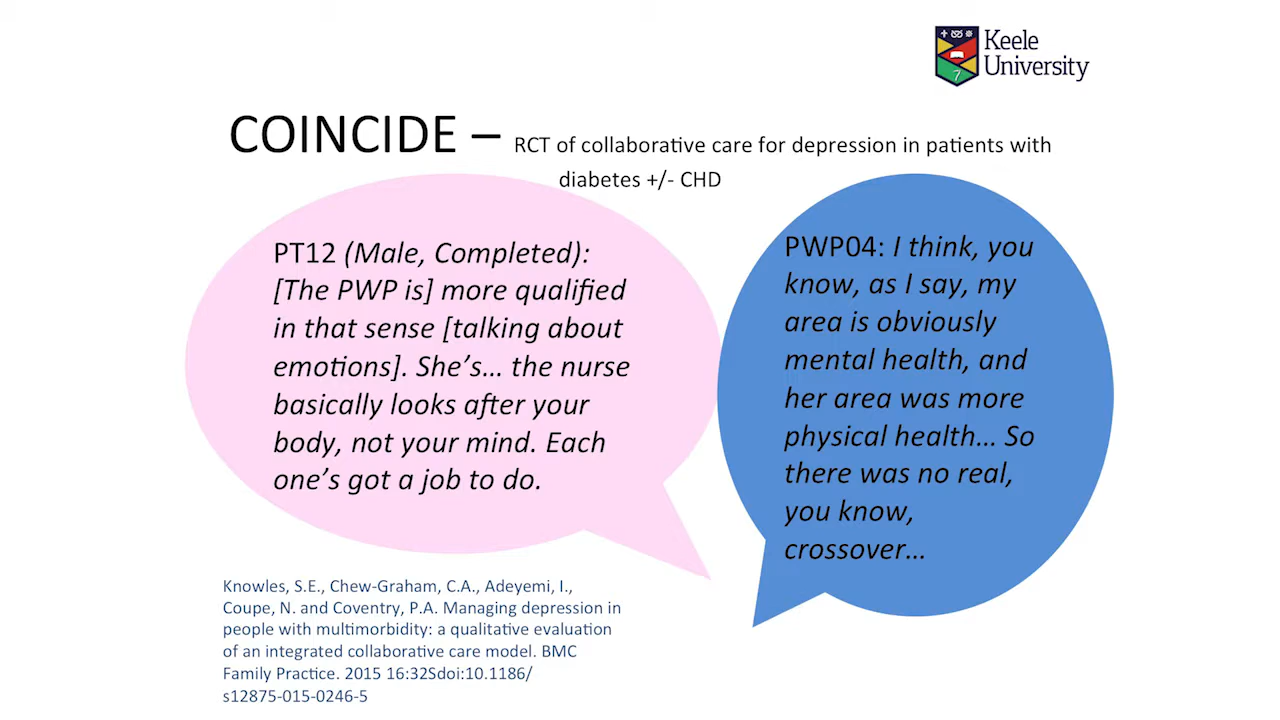 Keele
University
COINCIDE – RCT of collaborative care for depression in patients with
diabetes +/- CHD
PT12 (Male, Completed):
[The PWP is] more qualified
in that sense [talking about
emotions]. She’s… the nurse
basically looks after your
body, not your mind. Each
one’s got a job to do.
PWP04: I think, you
know, as I say, my
area is obviously
mental health, and
her area was more
physical health… So
there was no real,
you know,
crossover…
Knowles, S.E., Chew-Graham, C.A., Adeyemi, I.,
Coupe, N. and Coventry, P.A. Managing depression in
people with multimorbidity: a qualitative evaluation
of an integrated collaborative care model. BMC
Family Practice. 2015 16:32Sdoi:10.1186/
s12875-015-0246-5